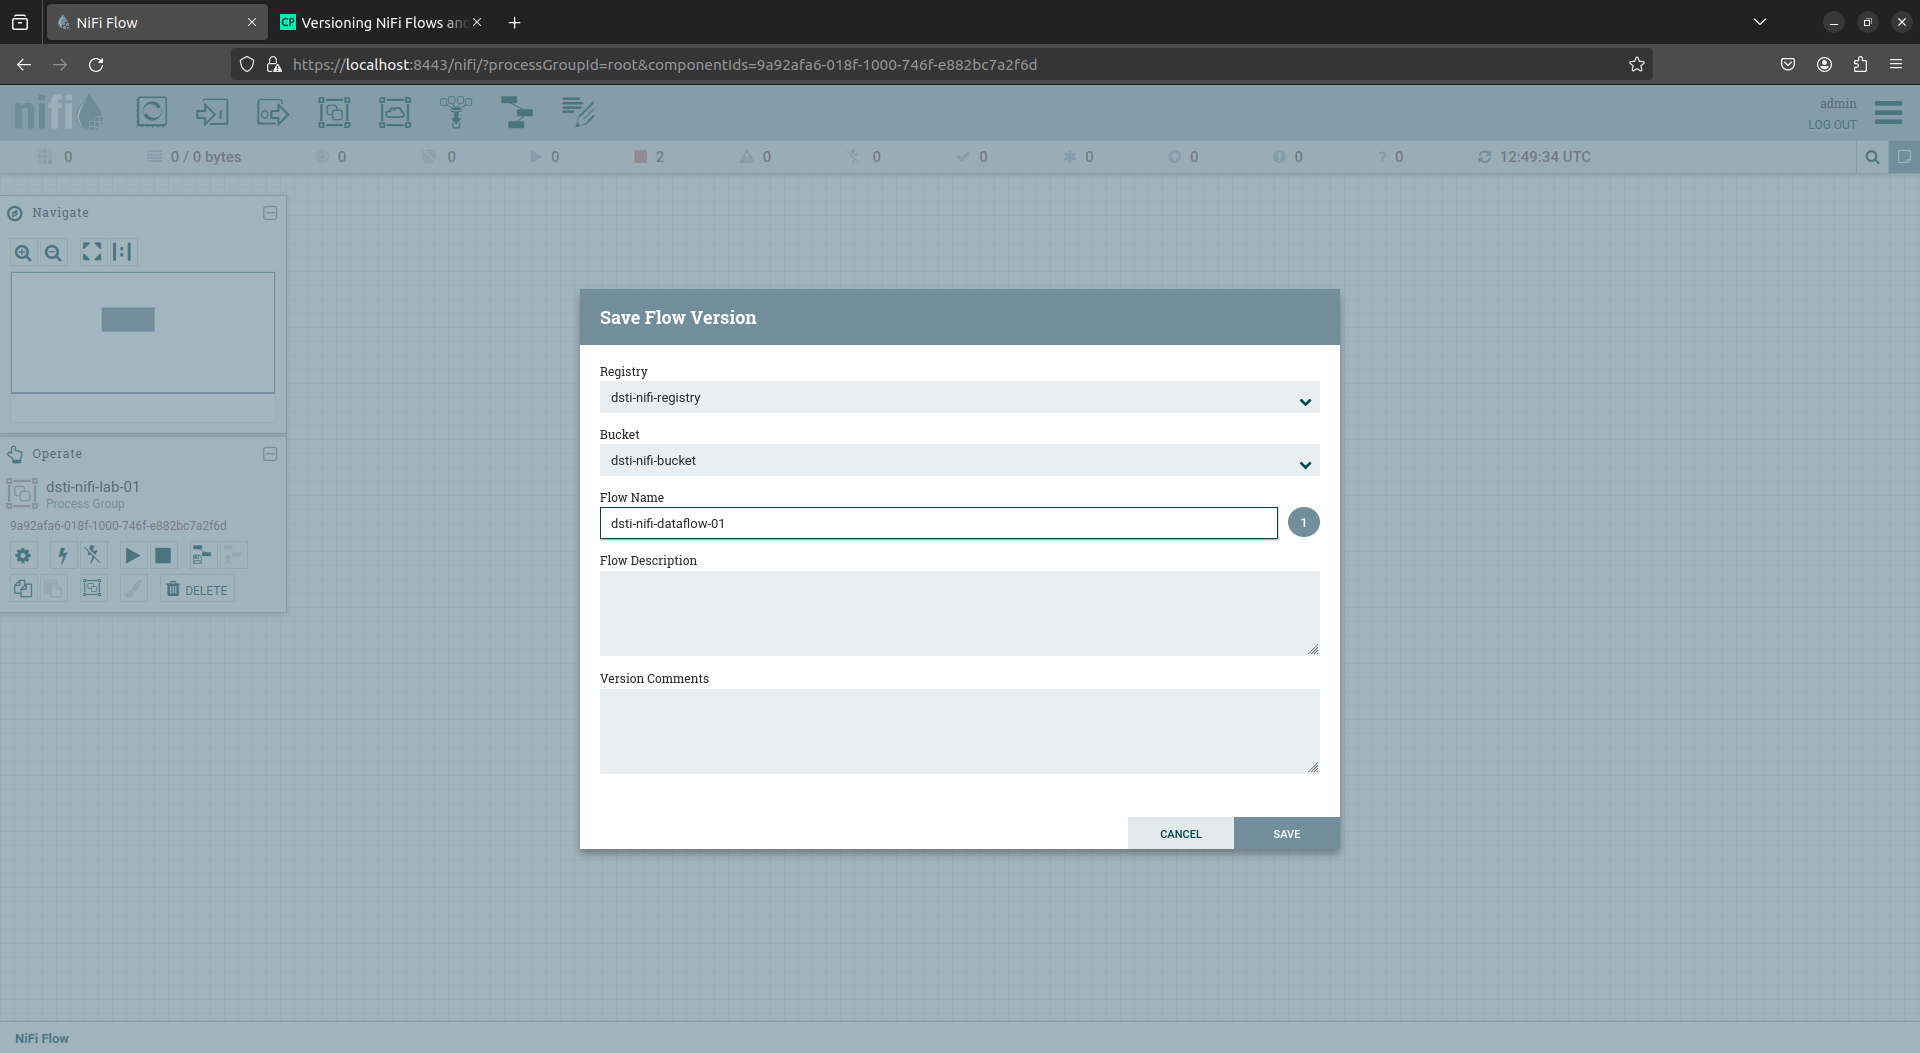 NiFi Flow
CP Versioning NiFi Flows an
https://localhost:8443/nifi/?processGroupId=root&componentIds=9a92afa6-018f-1000-746f-e882bc7a2f6d
nifi
admin
LOG OUT
0
0 / 0 bytes
0
0
0
2
0
0
0
0
0
0
? 0
12:49:34 UTC
Navigate
Operate
dsti-nifi-lab-01
Process Group
9a92afa6-018f-1000-746f-e882bc7a2f6d
DELETE
Save Flow Version
Registry
dsti-nifi-registry
Bucket
dsti-nifi-bucket
Flow Name
dsti-nifi-dataflow-01
1
Flow Description
Version Comments
CANCEL
SAVE
NiFi Flow